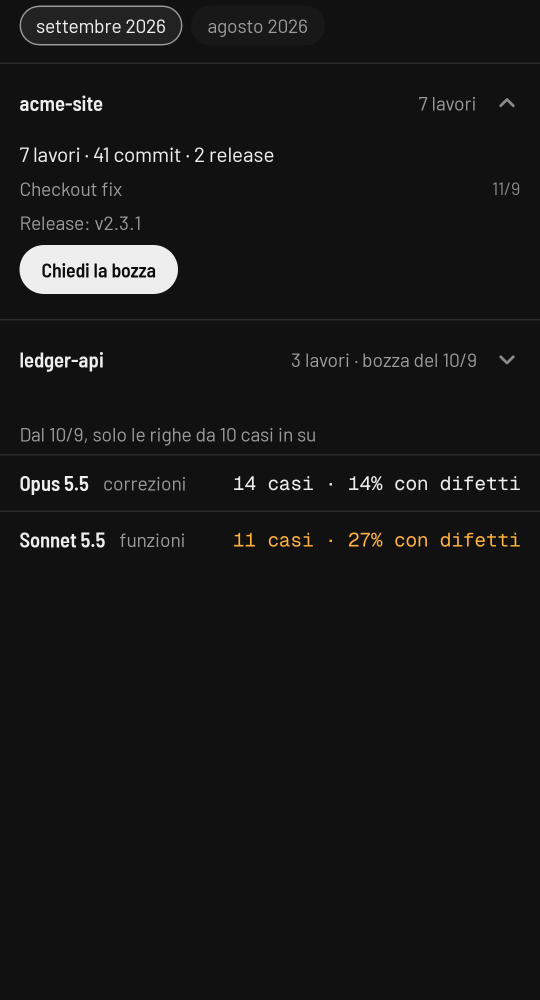 settembre 2026 agosto 2026
acme-site 7 lavori
7 lavori · 41 commit · 2 release
Checkout fix 11/9
Release: v2.3.1
Chiedi la bozza
ledger-api 3 lavori · bozza del 10/9
Dal 10/9, solo le righe da 10 casi in su
Opus 5.5 correzioni 14 casi · 14% con difetti
Sonnet 5.5 funzioni 11 casi · 27% con difetti